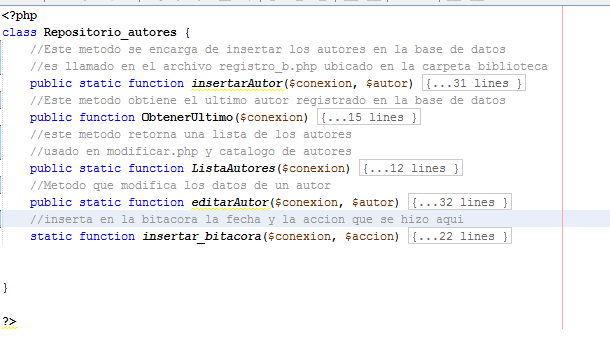 <?php
class Repositorio_autores {
//Este metodo se encarga de insertar los autores en la base de datos
//es llamado en el archivo registro_b.php ubicado en la carpeta biblioteca
public static function insertarAutor($conexion, $autor) {...31 lines }
//Este metodo obtiene el ultimo autor registrado en la base de datos
public function ObtenerUltimo($conexion) {...15 lines }
//este metodo retorna una lista de los autores
//usado en modificar.php y catalogo de autores
public static function ListaAutores($conexion) {...12 lines }
//Metodo que modifica los datos de un autor
public static function editarAutor($conexion, $autor) {...32 lines }
//inserta en la bitacora la fecha y la accion que se hizo aqui
static function insertar_bitacora($conexion, $accion) {...22 lines }
}
?>